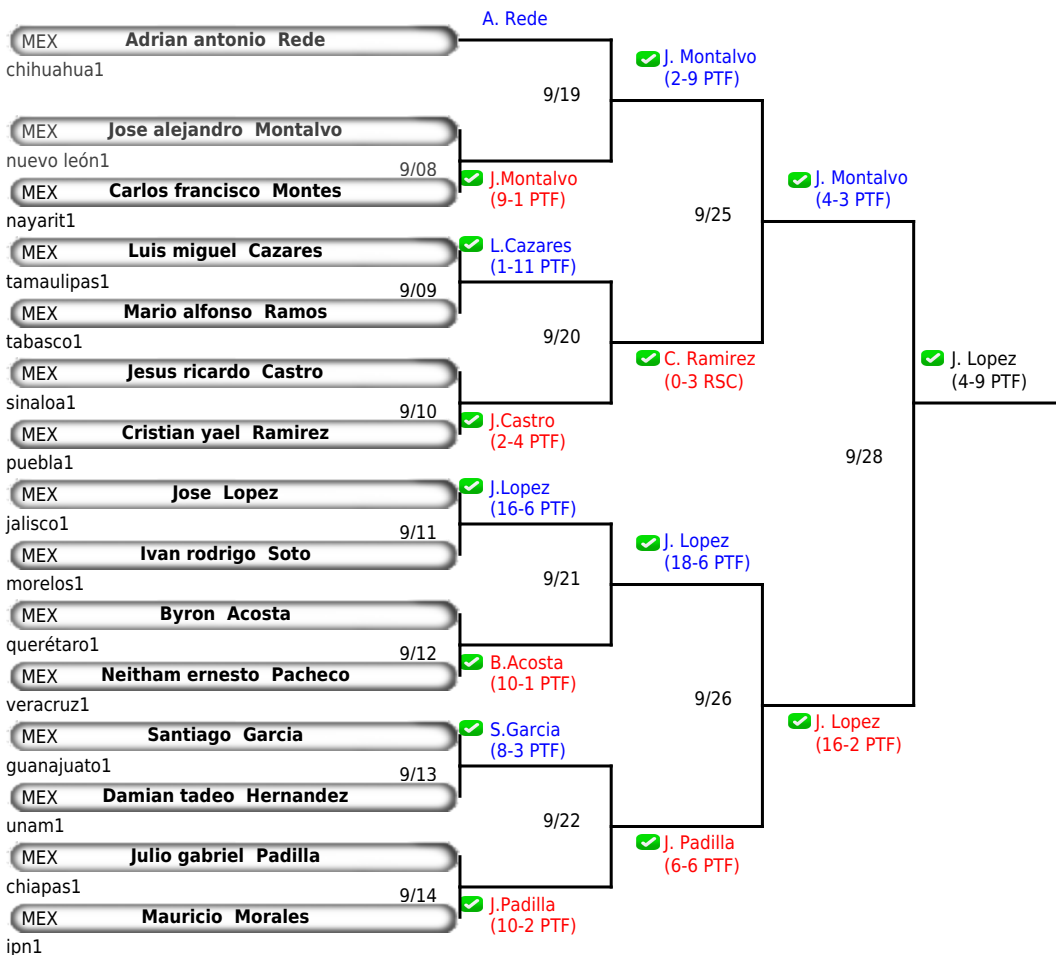 A. Rede
MEX Adrian antonio Rede
chihuahua1
J. Montalvo
(2-9 PTF)
9/19
MEX Jose alejandro Montalvo
nuevo león1
9/08
MEX Carlos francisco Montes
nayarit1
J.Montalvo
(9-1 PTF)
J. Montalvo
(4-3 PTF)
9/25
MEX Luis miguel Cazares
tamaulipas1
L.Cazares
(1-11 PTF)
9/09
MEX Mario alfonso Ramos
tabasco1
9/20
MEX Jesus ricardo Castro
sinaloa1
C. Ramirez
(0-3 RSC)
J. Lopez
(4-9 PTF)
9/10
MEX Cristian yael Ramirez
puebla1
J.Castro
(2-4 PTF)
9/28
MEX Jose Lopez
jalisco1
J.Lopez
(16-6 PTF)
9/11
MEX Ivan rodrigo Soto
morelos1
J. Lopez
(18-6 PTF)
9/21
MEX Byron Acosta
querétaro1
9/12
MEX Neitham ernesto Pacheco
veracruz1
B.Acosta
(10-1 PTF)
9/26
MEX Santiago Garcia
guanajuato1
S.Garcia
(8-3 PTF)
J. Lopez
(16-2 PTF)
9/13
MEX Damian tadeo Hernandez
unam1
9/22
MEX Julio gabriel Padilla
chiapas1
J. Padilla
(6-6 PTF)
9/14
MEX Mauricio Morales
ipn1
J.Padilla
(10-2 PTF)